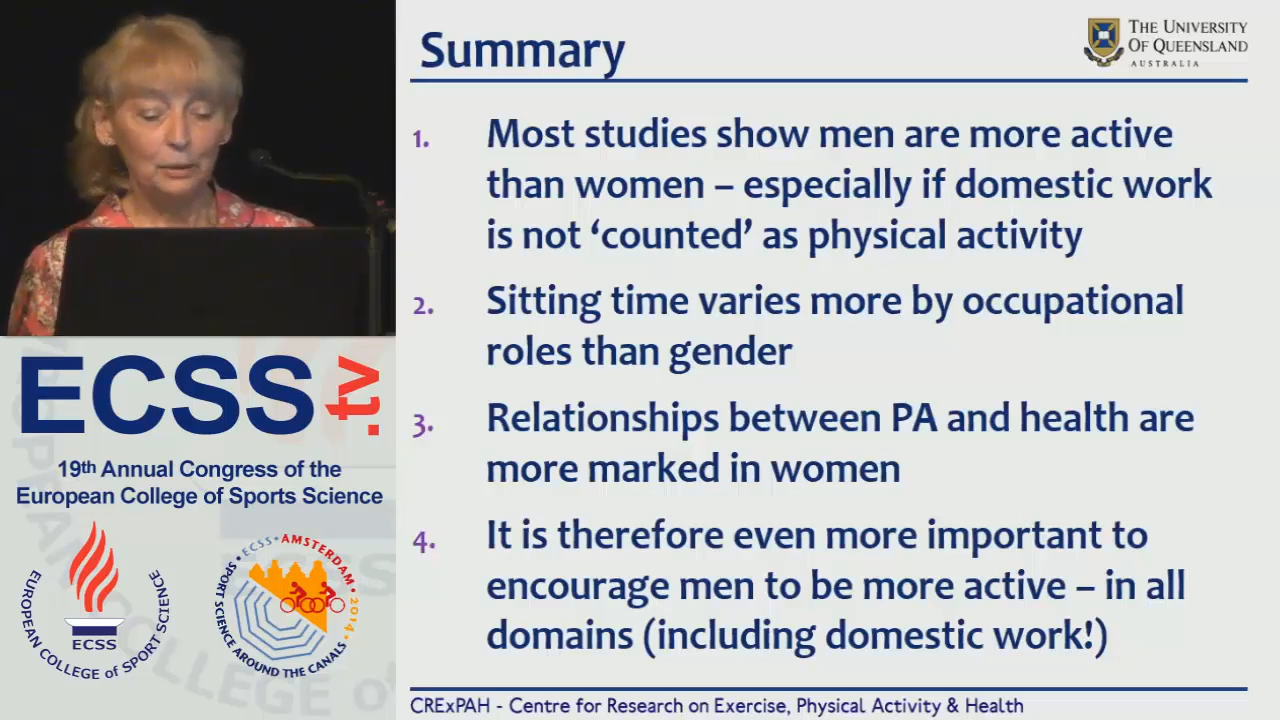 Summary
THE UNIVERSITY
OF QUEENSLAND
AUSTRALIA
1. Most studies show men are more active
than women – especially if domestic work
is not ‘counted’ as physical activity
2. Sitting time varies more by occupational
roles than gender
3. Relationships between PA and health are
more marked in women
4. It is therefore even more important to
encourage men to be more active – in all
domains (including domestic work!)
CRExPAH - Centre for Research on Exercise, Physical Activity & Health
ECSS.tv
19th Annual Congress of the
European College of Sports Science
EUROPEAN COLLEGE OF SPORT SCIENCE
ECSS
•ECSS•AMSTERDAM•2014•
SPORT SCIENCE AROUND THE CANALS